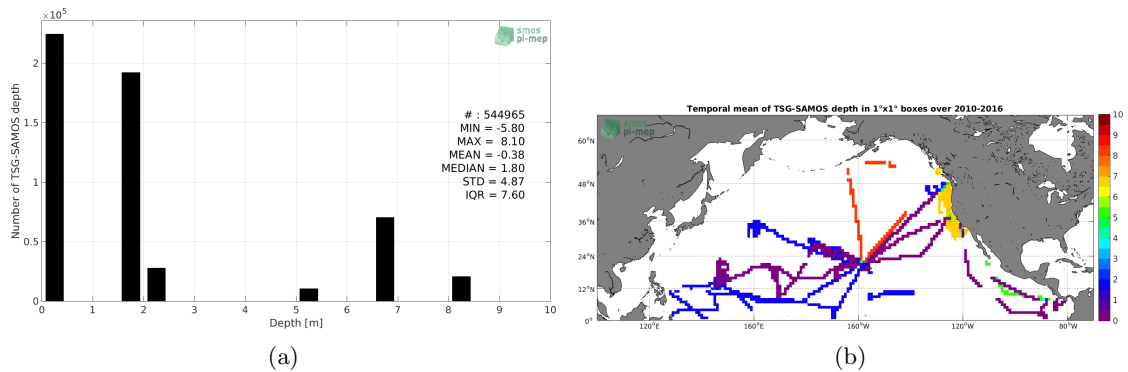 ×10⁵
smos
pi-mep
Number of TSG-SAMOS depth
2
1.5
1
0.5
0
# : 544965
MIN = -5.80
MAX = 8.10
MEAN = -0.38
MEDIAN = 1.80
STD = 4.87
IQR = 7.60
0 1 2 3 4 5 6 7 8 9 10
Depth [m]
(a)
Temporal mean of TSG-SAMOS depth in 1°x1° boxes over 2010-2016
smos
pi-mep
60°N
48°N
36°N
24°N
12°N
0°
120°E 160°E 160°W 120°W 80°W
10
9
8
7
6
5
4
3
2
1
0
(b)